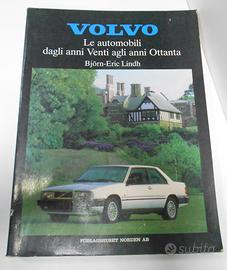 VOLVO
Le automobili
dagli anni Venti agli anni Ottanta
Björn-Eric Lindh
FÖRLAGSHUSET NORDEN AB
subito